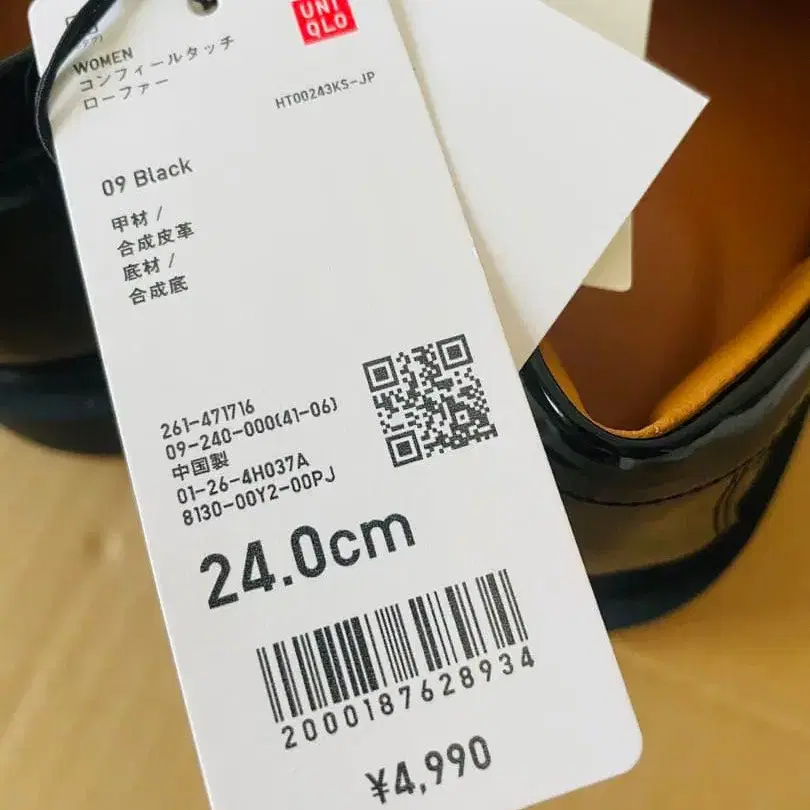 UNI
QLO
WOMEN
コンフィールタッチ
ローファー
HT00243KS-JP
09 Black
甲材 /
合成皮革
底材 /
合成底
261-471716
09-240-000(41-06)
中国製
01-26-4H037A
8130-00Y2-00PJ
24.0cm
2000187628934
¥4,990